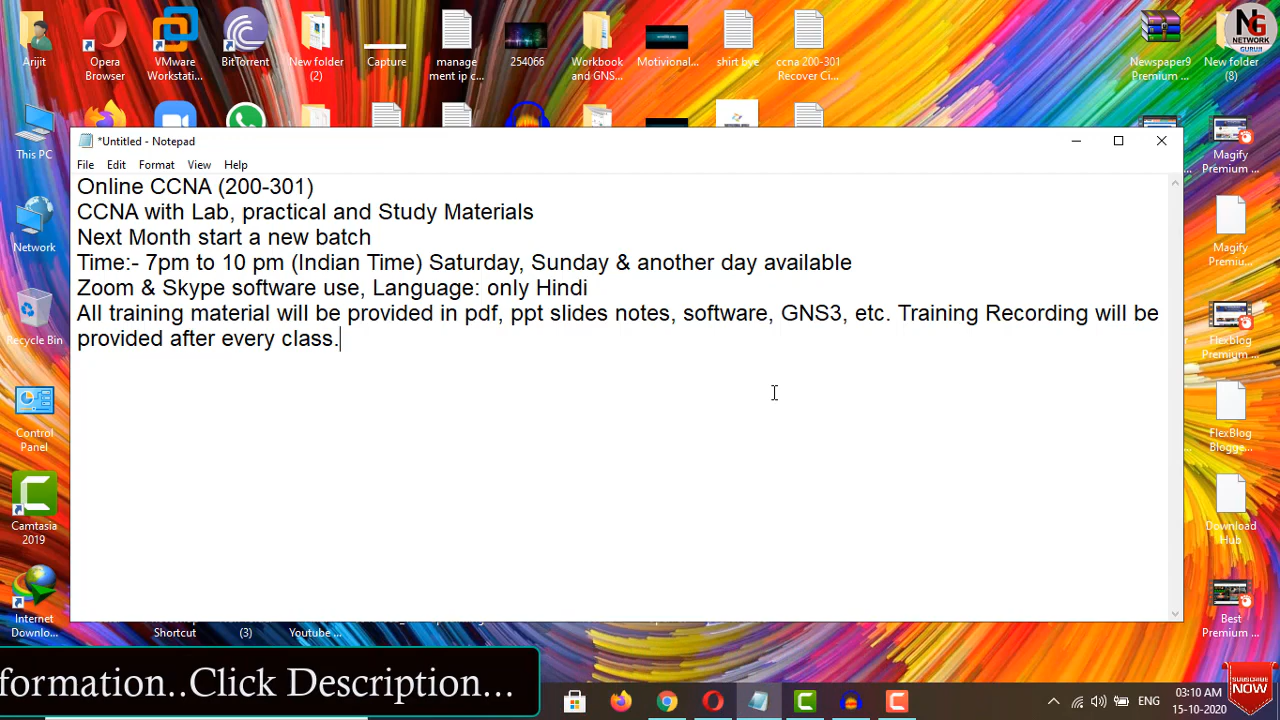 Arijit
Opera Browser
VMware Workstati...
BitTorrent
New folder (2)
Capture
manage ment ip c...
254066
Workbook and GNS...
Motivional...
shirt bye
ccna 200-301 Recover Ci...
Newspaper9 Premium ...
New folder (8)
NG
NETWORK
GURUJI
This PC
*Untitled - Notepad
File Edit Format View Help
Online CCNA (200-301)
CCNA with Lab, practical and Study Materials
Next Month start a new batch
Time:- 7pm to 10 pm (Indian Time) Saturday, Sunday & another day available
Zoom & Skype software use, Language: only Hindi
All training material will be provided in pdf, ppt slides notes, software, GNS3, etc. Training Recording will be
provided after every class.
Magify Premium ...
Network
Magify Premium ...
Recycle Bin
Flexblog Premium ...
Control Panel
FlexBlog Blogge...
Camtasia 2019
Download Hub
Internet Downlo...
Shortcut
(3)
Youtube ...
Best Premium ...
formation..Click Description...
SUBSCRIBE
NOW
ENG
03:10 AM
15-10-2020